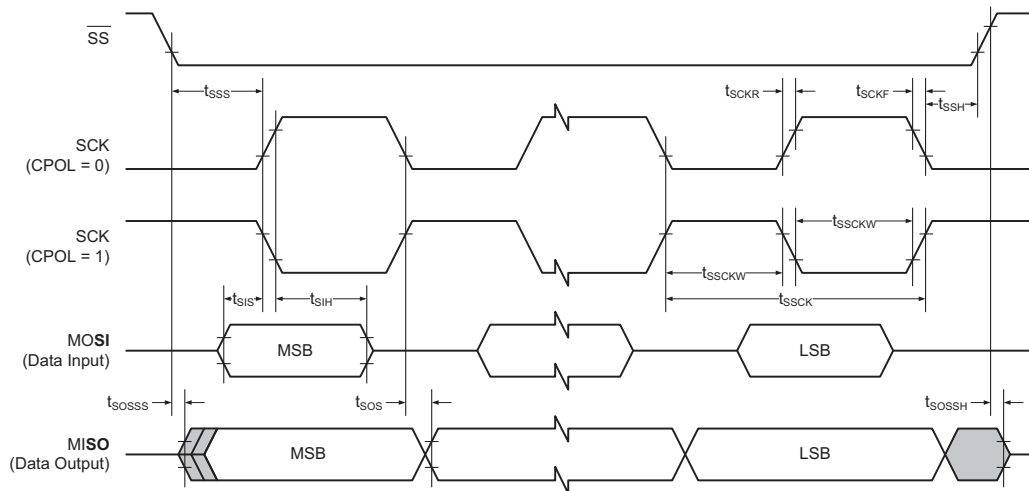 SS
tSSS
tSCKR
tSCKF
tSSH
SCK
(CPOL = 0)
SCK
(CPOL = 1)
tSSCKW
tSSCKW
tSSCK
tSIS
tSIH
MOSI
(Data Input)
MSB
LSB
tSOSSS
tSOS
tSOSSH
MISO
(Data Output)
MSB
LSB